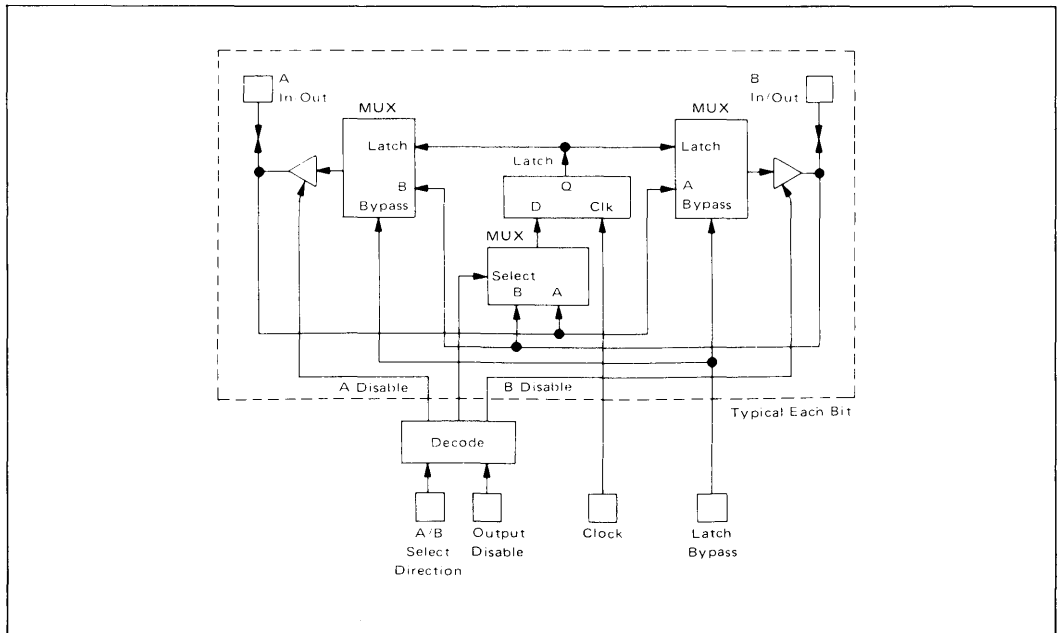 A
In-Out
B
In/Out
MUX
MUX
Latch
Latch
Latch
B
Q
A
Bypass
Bypass
D Clk
MUX
Select
B A
A Disable
B Disable
Typical Each Bit
Decode
A/B
Select
Direction
Output
Disable
Clock
Latch
Bypass